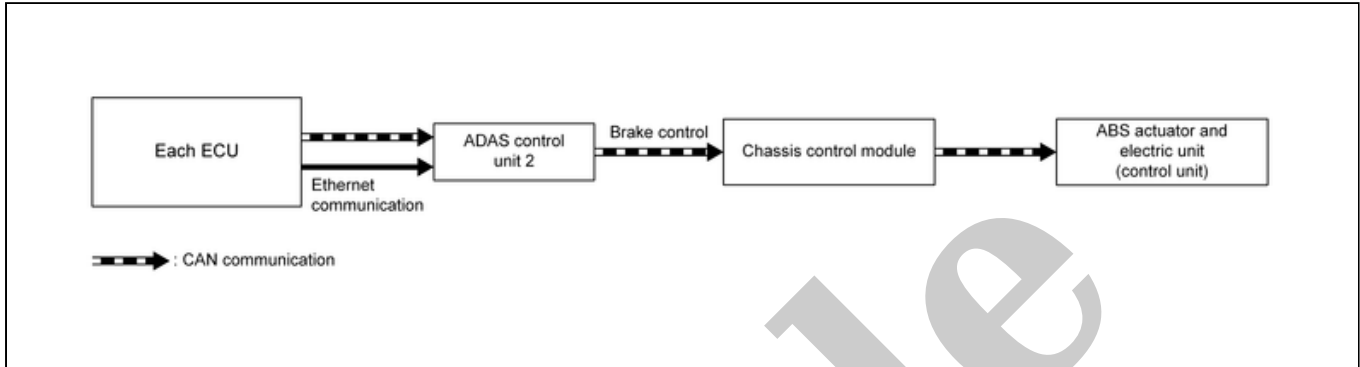 Each ECU
Ethernet
communication
ADAS control
unit 2
Brake control
Chassis control module
ABS actuator and
electric unit
(control unit)
: CAN communication
le